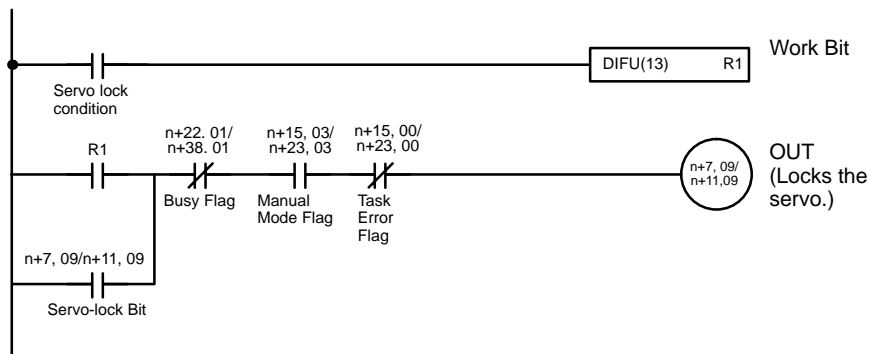 DIFU(13) R1
Work Bit
Servo lock
condition
R1
n+22. 01/
n+38. 01
Busy Flag
n+15, 03/
n+23, 03
Manual
Mode Flag
n+15, 00/
n+23, 00
Task
Error
Flag
n+7, 09/
n+11,09
OUT
(Locks the
servo.)
n+7, 09/n+11, 09
Servo-lock Bit